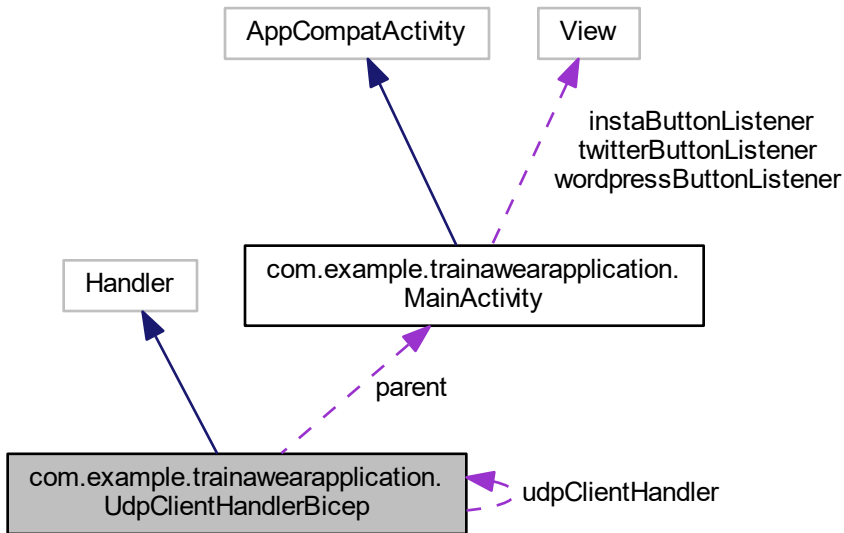 AppCompatActivity
View
instaButtonListener
twitterButtonListener
wordpressButtonListener
Handler
com.example.trainawearapplication.
MainActivity
parent
com.example.trainawearapplication.
UdpClientHandlerBicep
udpClientHandler